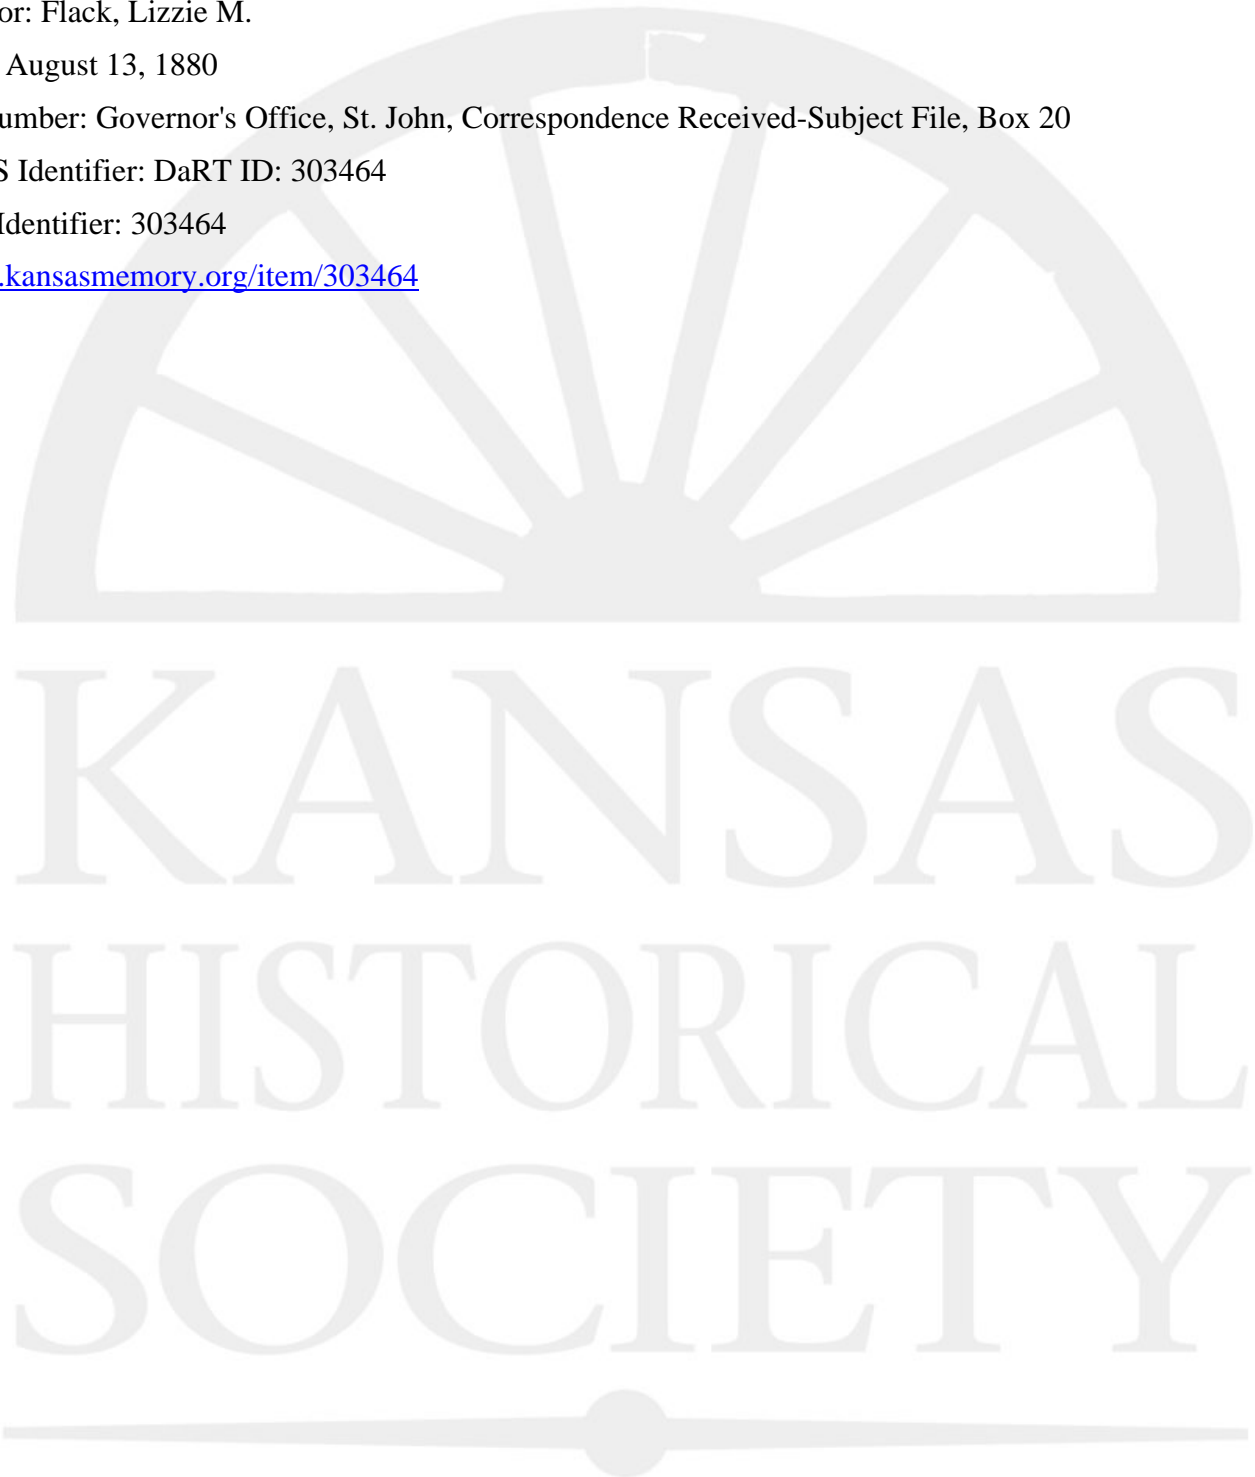 or: Flack, Lizzie M.
August 13, 1880
umber: Governor's Office, St. John, Correspondence Received-Subject File, Box 20
S Identifier: DaRT ID: 303464
Identifier: 303464
.kansasmemory.org/item/303464
KANSAS
HISTORICAL
SOCIETY